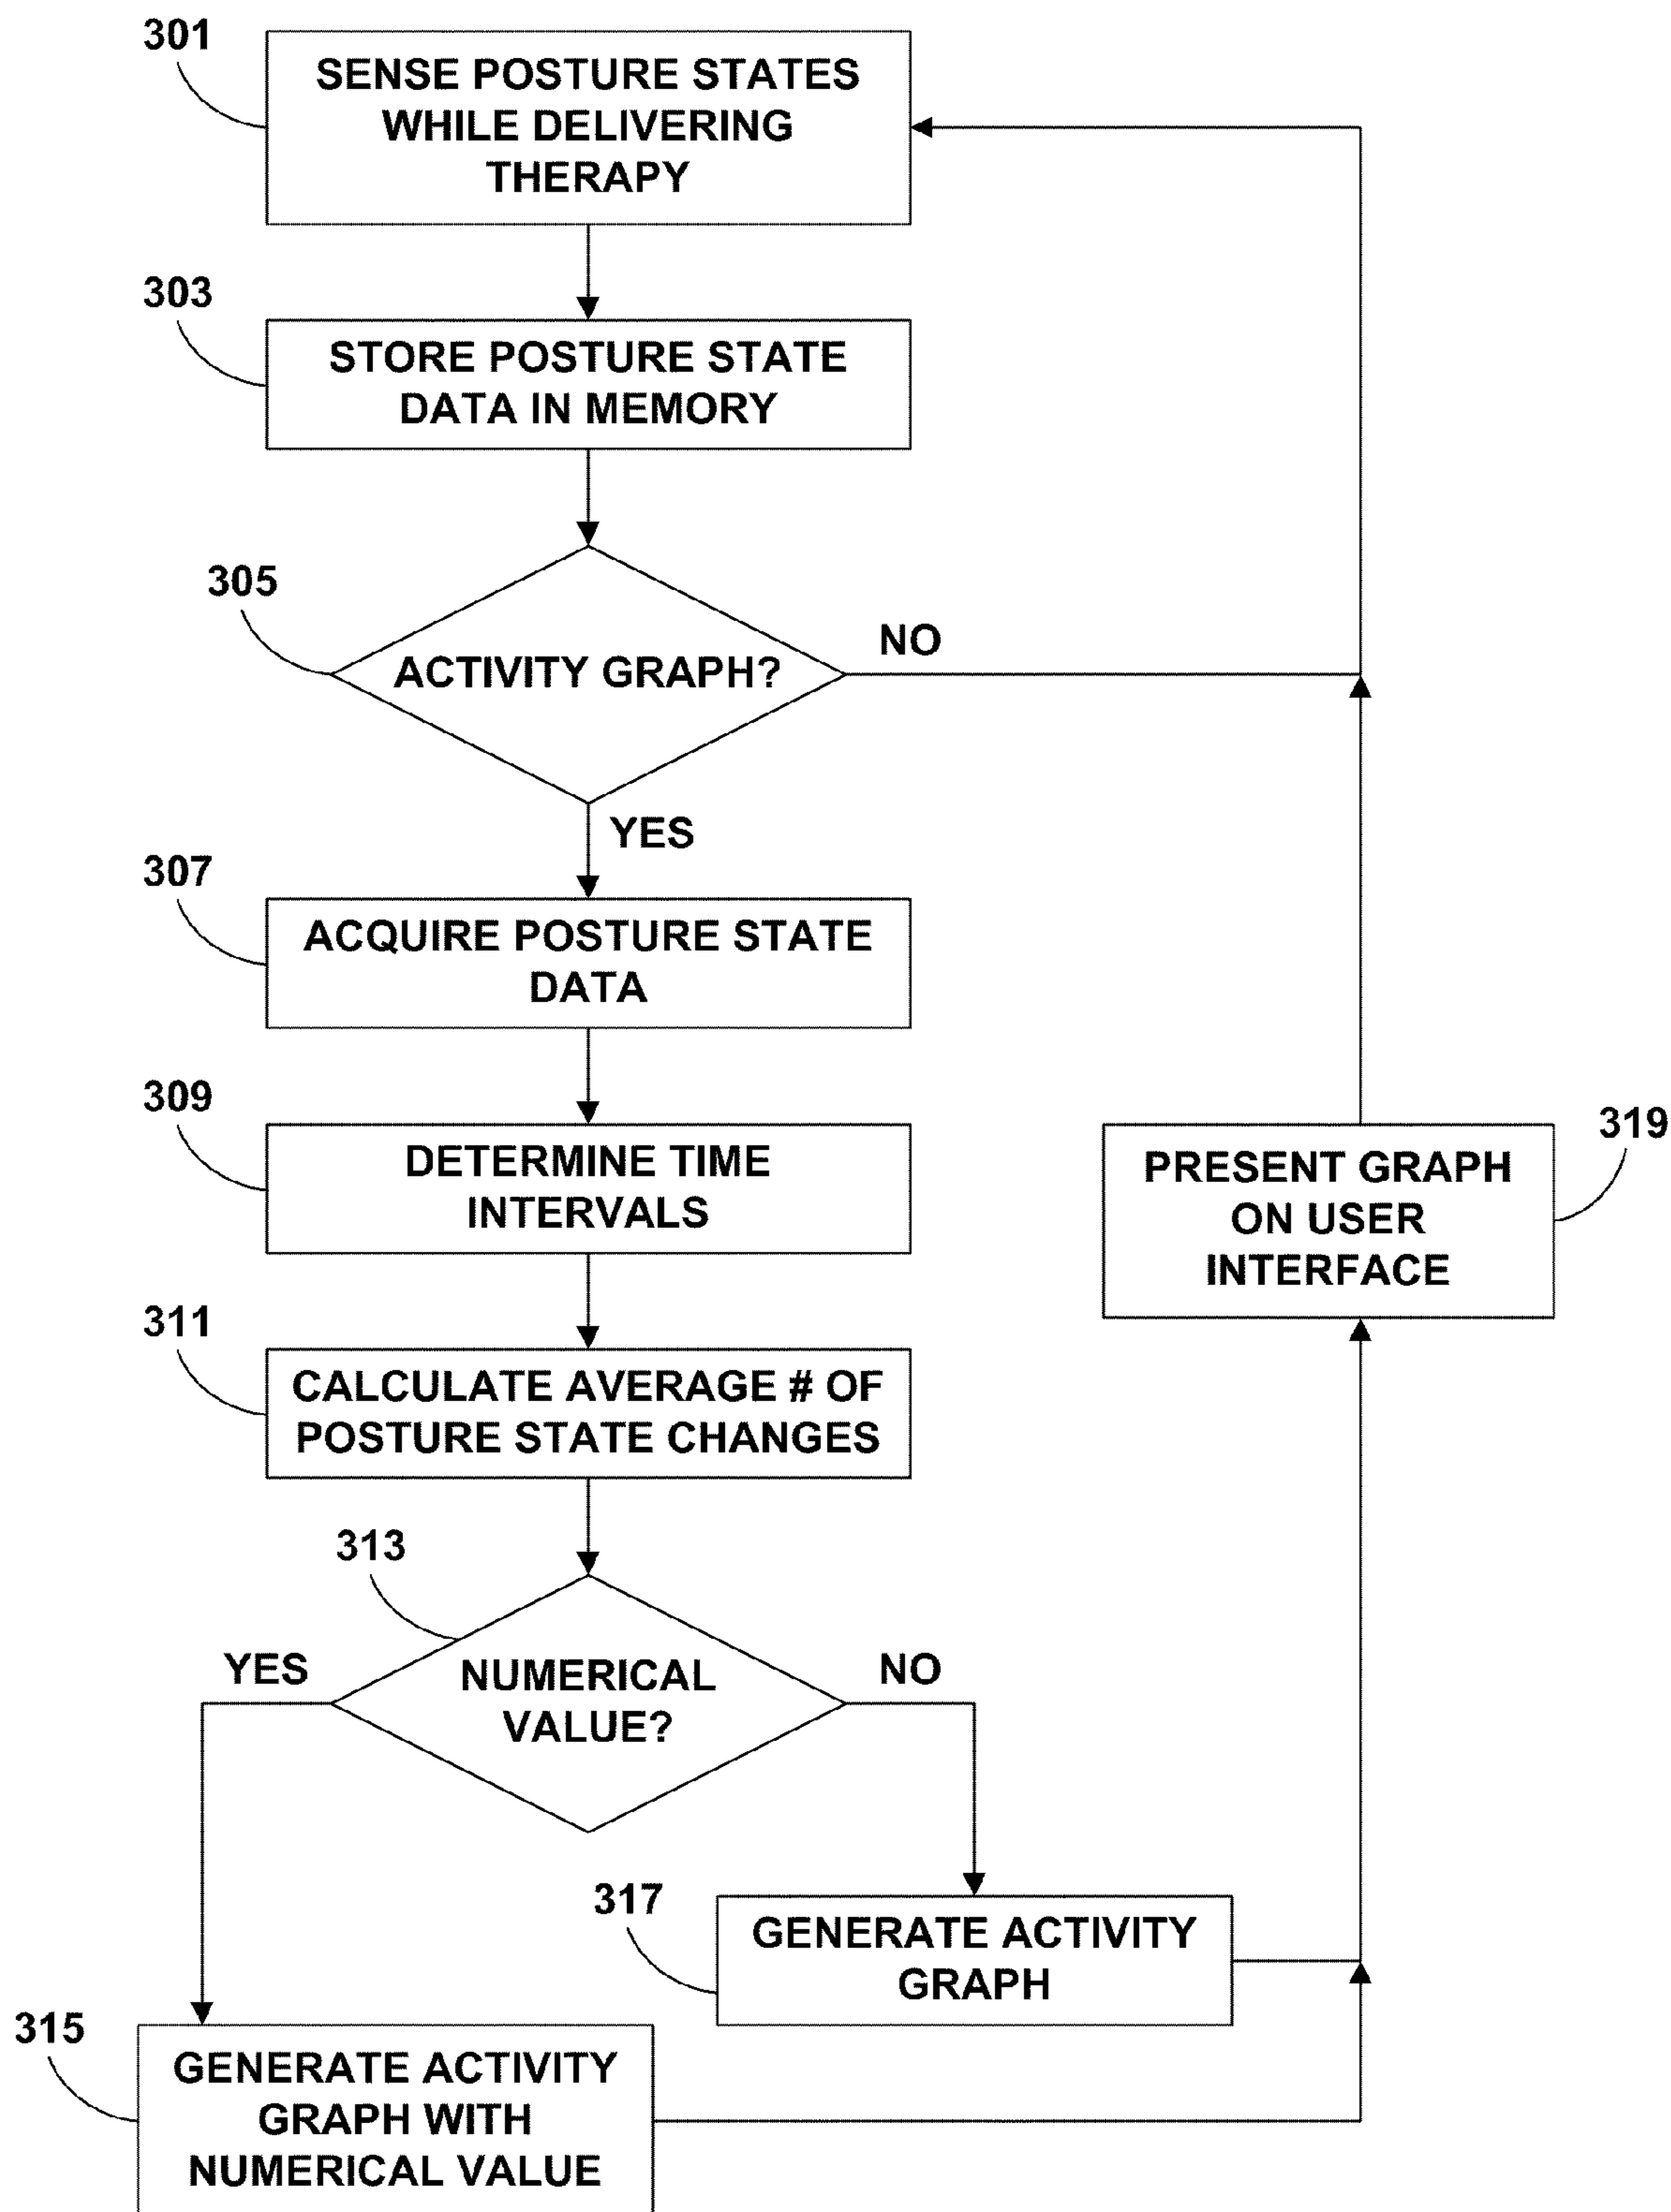 301
SENSE POSTURE STATES
WHILE DELIVERING
THERAPY
303
STORE POSTURE STATE
DATA IN MEMORY
305
ACTIVITY GRAPH?
NO
YES
307
ACQUIRE POSTURE STATE
DATA
309
DETERMINE TIME
INTERVALS
319
PRESENT GRAPH
ON USER
INTERFACE
311
CALCULATE AVERAGE # OF
POSTURE STATE CHANGES
313
YES
NUMERICAL
VALUE?
NO
317
GENERATE ACTIVITY
GRAPH
315
GENERATE ACTIVITY
GRAPH WITH
NUMERICAL VALUE